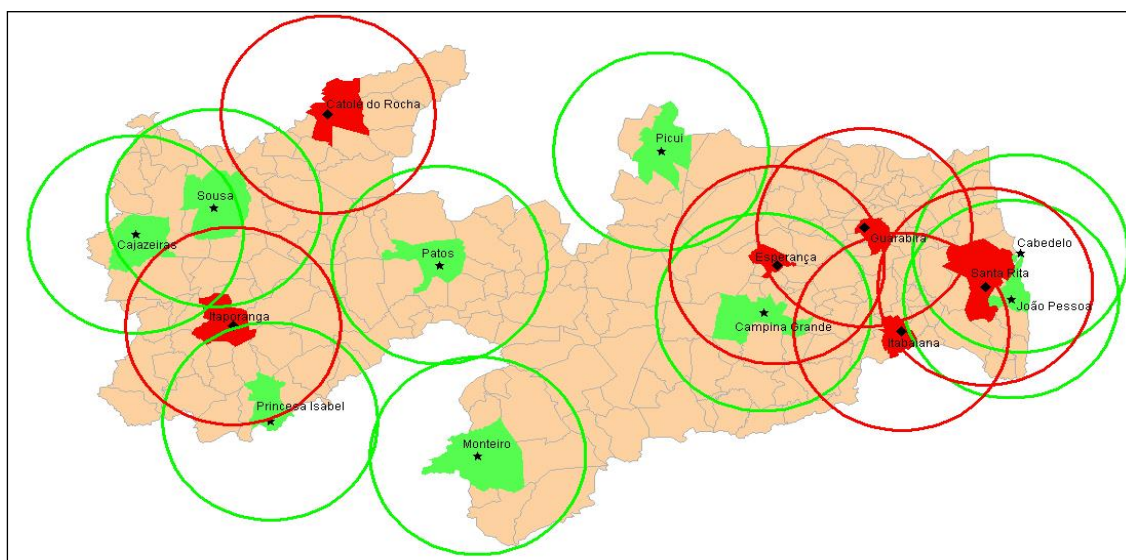 Catolé do Rocha
Picuí
Sousa
Cajazeiras
Patos
Guarabira
Esperança
Cabedelo
Santa Rita
João Pessoa
Itaporanga
Campina Grande
Itabaiana
Princesa Isabel
Monteiro